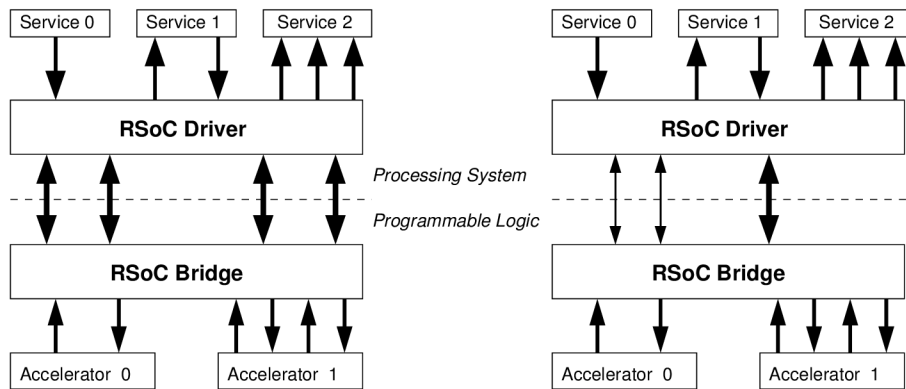 Service 0 Service 1 Service 2
RSoC Driver
Processing System
Programmable Logic
RSoC Bridge
Accelerator 0 Accelerator 1
Service 0 Service 1 Service 2
RSoC Driver
RSoC Bridge
Accelerator 0 Accelerator 1